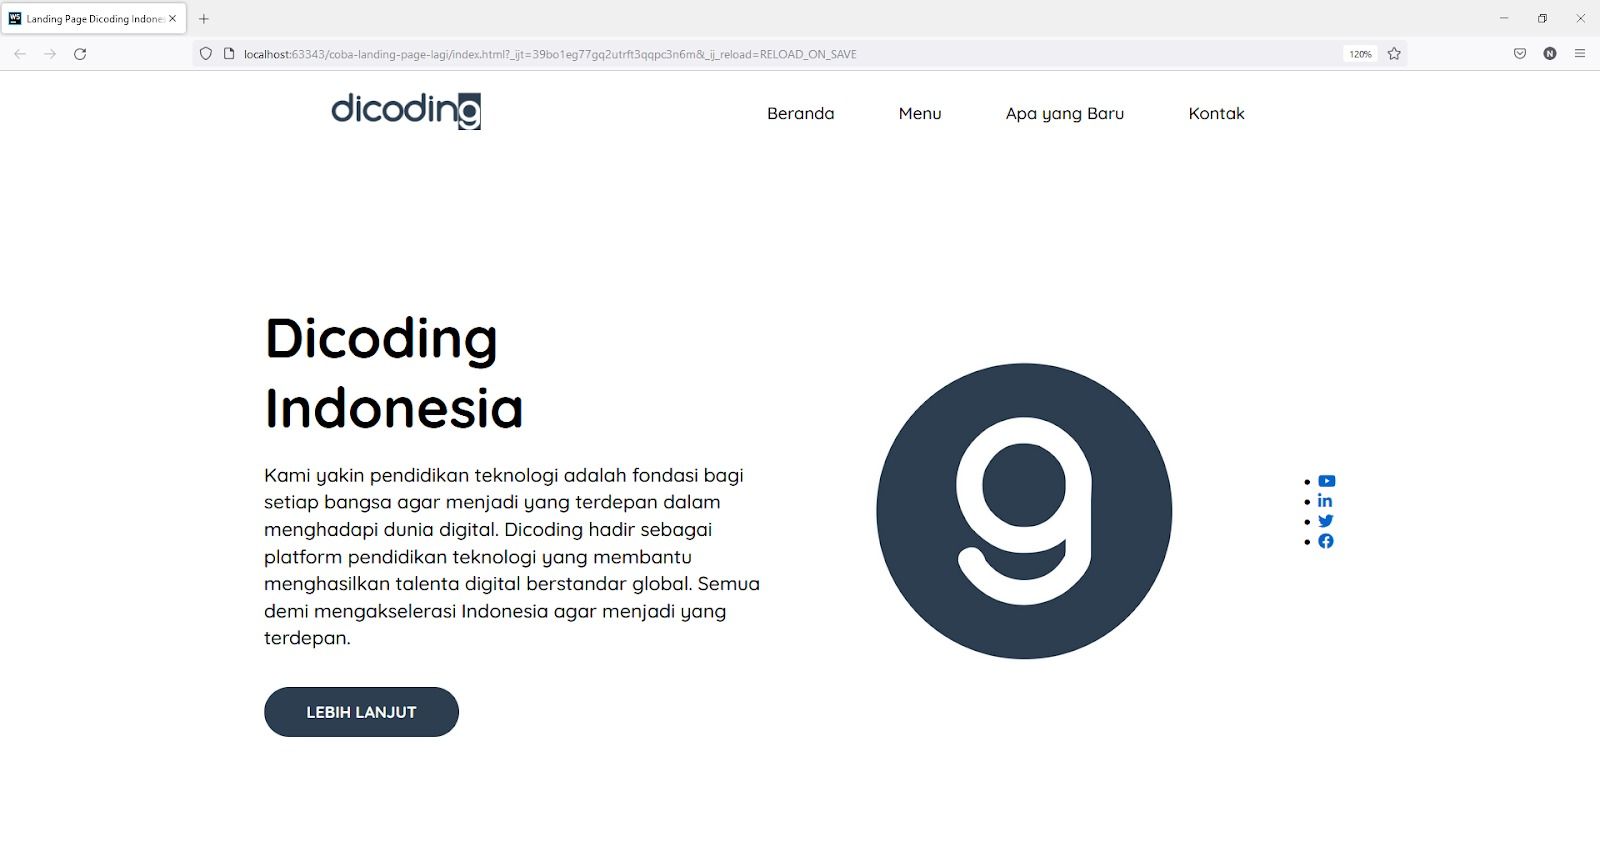 WS Landing Page Dicoding Indones
localhost:63343/coba-landing-page-lagi/index.html?_ijt=39bo1eg77gq2utrft3qqpc3n6m&_ij_reload=RELOAD_ON_SAVE 120% N
dicoding Beranda Menu Apa yang Baru Kontak
Dicoding
Indonesia
Kami yakin pendidikan teknologi adalah fondasi bagi
setiap bangsa agar menjadi yang terdepan dalam
menghadapi dunia digital. Dicoding hadir sebagai
platform pendidikan teknologi yang membantu
menghasilkan talenta digital berstandar global. Semua
demi mengakselerasi Indonesia agar menjadi yang
terdepan.
LEBIH LANJUT
g
in